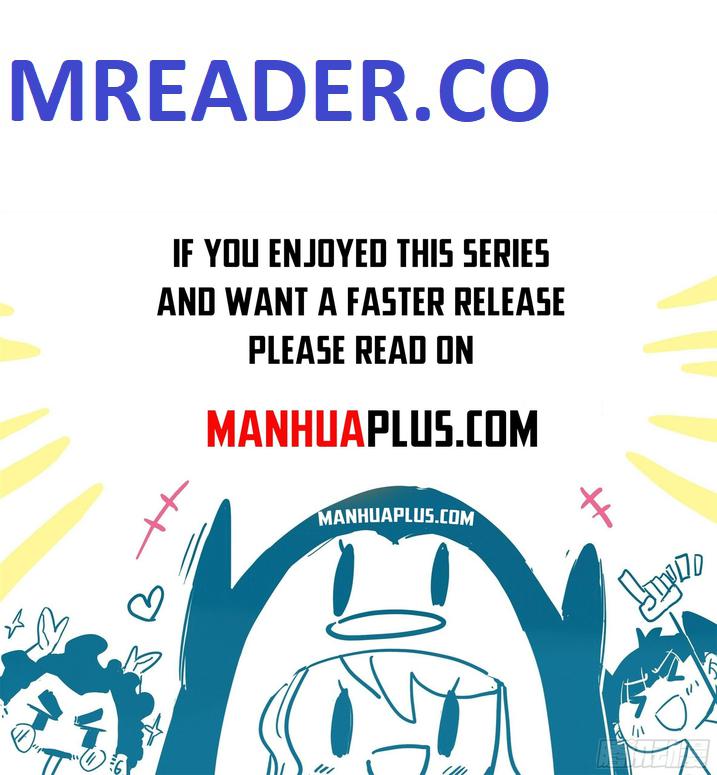 MREADER.CO
IF YOU ENJOYED THIS SERIES
AND WANT A FASTER RELEASE
PLEASE READ ON
MANHUAPLUS.COM
MANHUAPLUS.COM